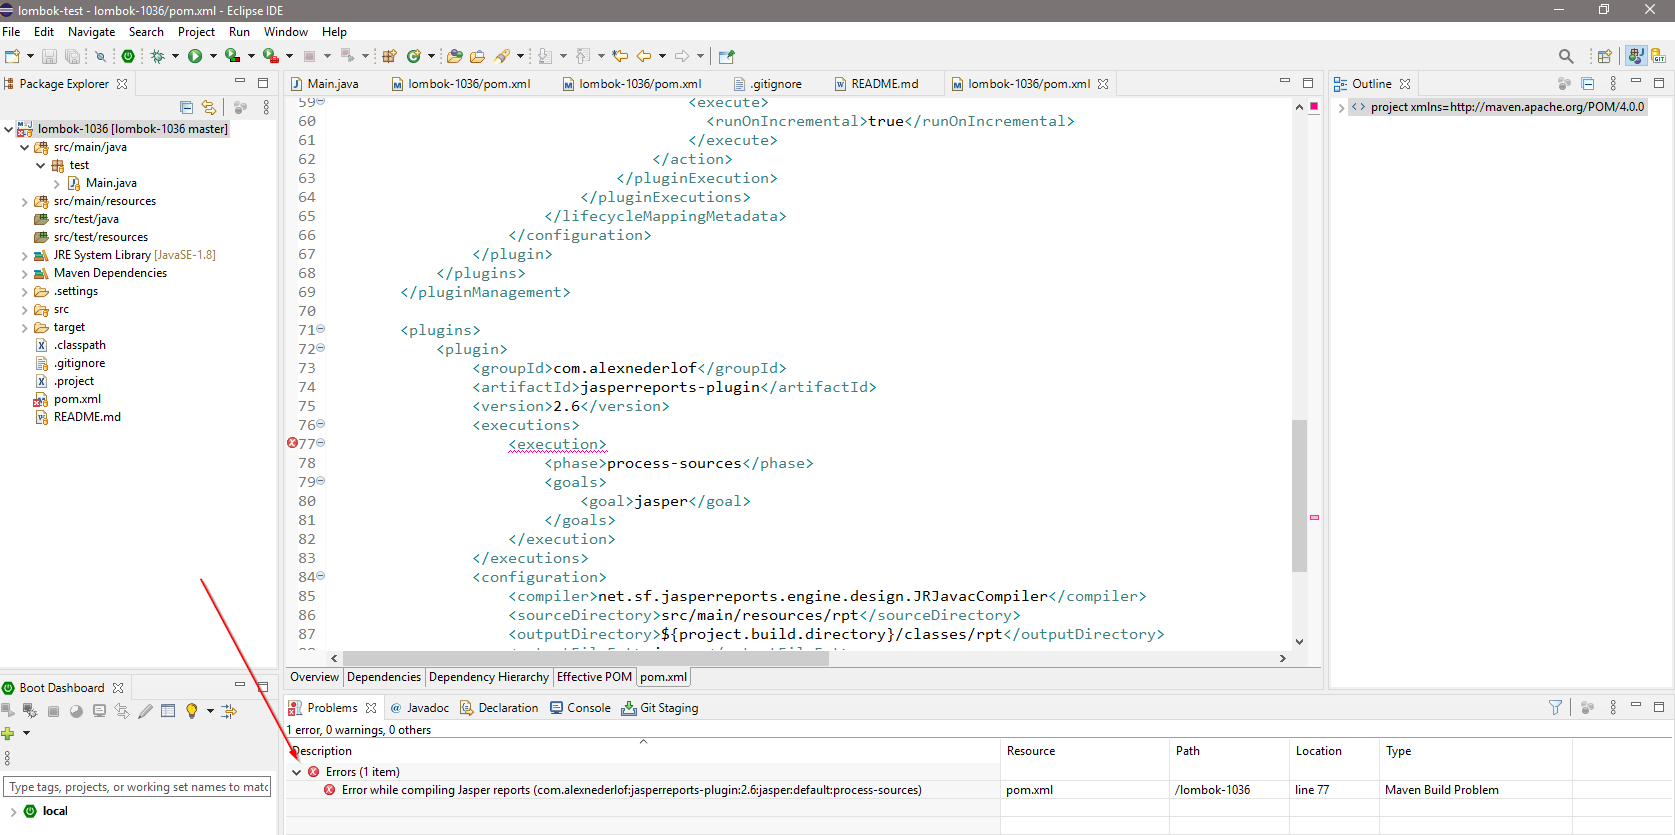 lombok-test - lombok-1036/pom.xml - Eclipse IDE
File Edit Navigate Search Project Run Window Help
Package Explorer
lombok-1036 [lombok-1036 master]
src/main/java
test
Main.java
src/main/resources
src/test/java
src/test/resources
JRE System Library [JavaSE-1.8]
Maven Dependencies
.settings
src
target
.classpath
.gitignore
.project
pom.xml
README.md
Boot Dashboard
Type tags, projects, or working set names to matc
local
Main.java lombok-1036/pom.xml lombok-1036/pom.xml .gitignore README.md lombok-1036/pom.xml
59 <execute>
60 <runOnIncremental>true</runOnIncremental>
61 </execute>
62 </action>
63 </pluginExecution>
64 </pluginExecutions>
65 </lifecycleMappingMetadata>
66 </configuration>
67 </plugin>
68 </plugins>
69 </pluginManagement>
70
71 <plugins>
72 <plugin>
73 <groupId>com.alexnederlof</groupId>
74 <artifactId>jasperreports-plugin</artifactId>
75 <version>2.6</version>
76 <executions>
77 <execution>
78 <phase>process-sources</phase>
79 <goals>
80 <goal>jasper</goal>
81 </goals>
82 </execution>
83 </executions>
84 <configuration>
85 <compiler>net.sf.jasperreports.engine.design.JRJavacCompiler</compiler>
86 <sourceDirectory>src/main/resources/rpt</sourceDirectory>
87 <outputDirectory>${project.build.directory}/classes/rpt</outputDirectory>
Overview Dependencies Dependency Hierarchy Effective POM pom.xml
Outline
project xmlns=http://maven.apache.org/POM/4.0.0
Problems Javadoc Declaration Console Git Staging
1 error, 0 warnings, 0 others
Description Resource Path Location Type
Errors (1 item)
Error while compiling Jasper reports (com.alexnederlof:jasperreports-plugin:2.6:jasper:default:process-sources) pom.xml /lombok-1036 line 77 Maven Build Problem